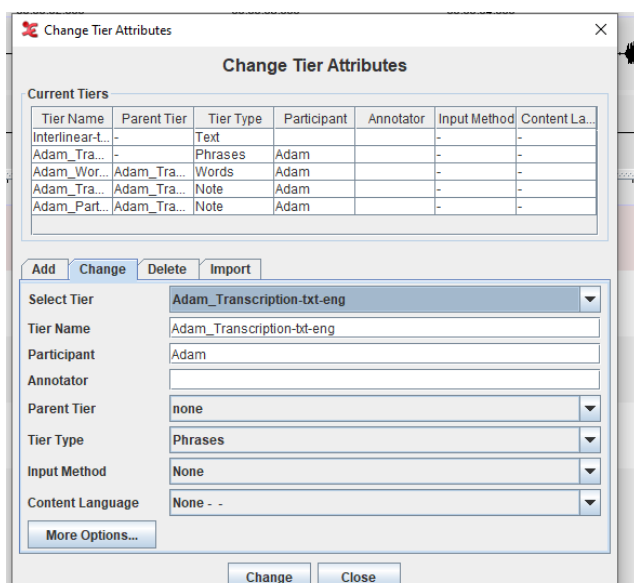 Change Tier Attributes
Change Tier Attributes
Current Tiers
Tier Name Parent Tier Tier Type Participant Annotator Input Method Content La...
Interlinear-t... - Text - -
Adam_Tra... - Phrases Adam - -
Adam_Wor... Adam_Tra... Words Adam - -
Adam_Tra... Adam_Tra... Note Adam - -
Adam_Part... Adam_Tra... Note Adam - -
Add Change Delete Import
Select Tier Adam_Transcription-txt-eng
Tier Name Adam_Transcription-txt-eng
Participant Adam
Annotator
Parent Tier none
Tier Type Phrases
Input Method None
Content Language None - -
More Options...
Change Close